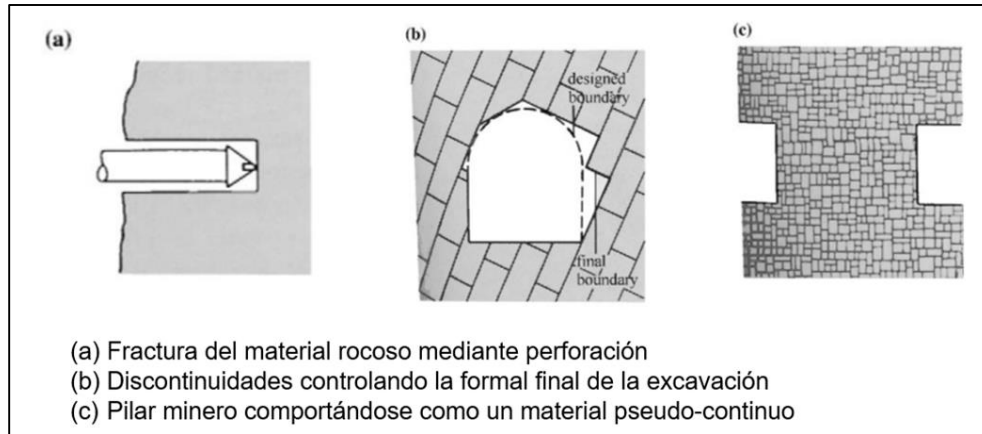 (a)
(b)
(c)
designed
boundary
final
boundary
(a) Fractura del material rocoso mediante perforación
(b) Discontinuidades controlando la formal final de la excavación
(c) Pilar minero comportándose como un material pseudo-continuo